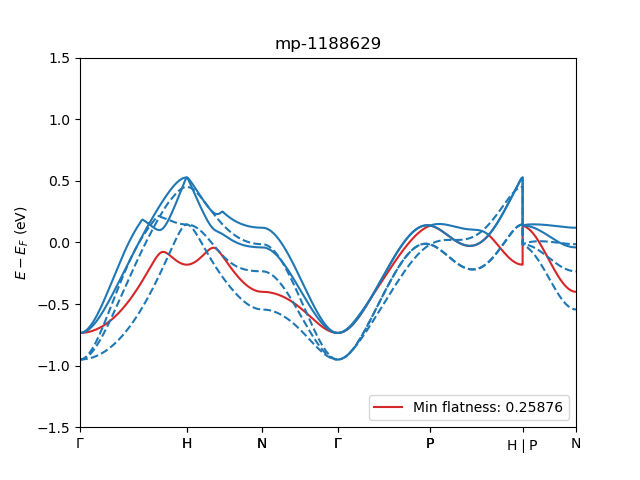 mp-1188629
1.5
1.0
0.5
0.0
−0.5
−1.0
−1.5
E − E_F (eV)
Γ H N Γ P H | P N
Min flatness: 0.25876